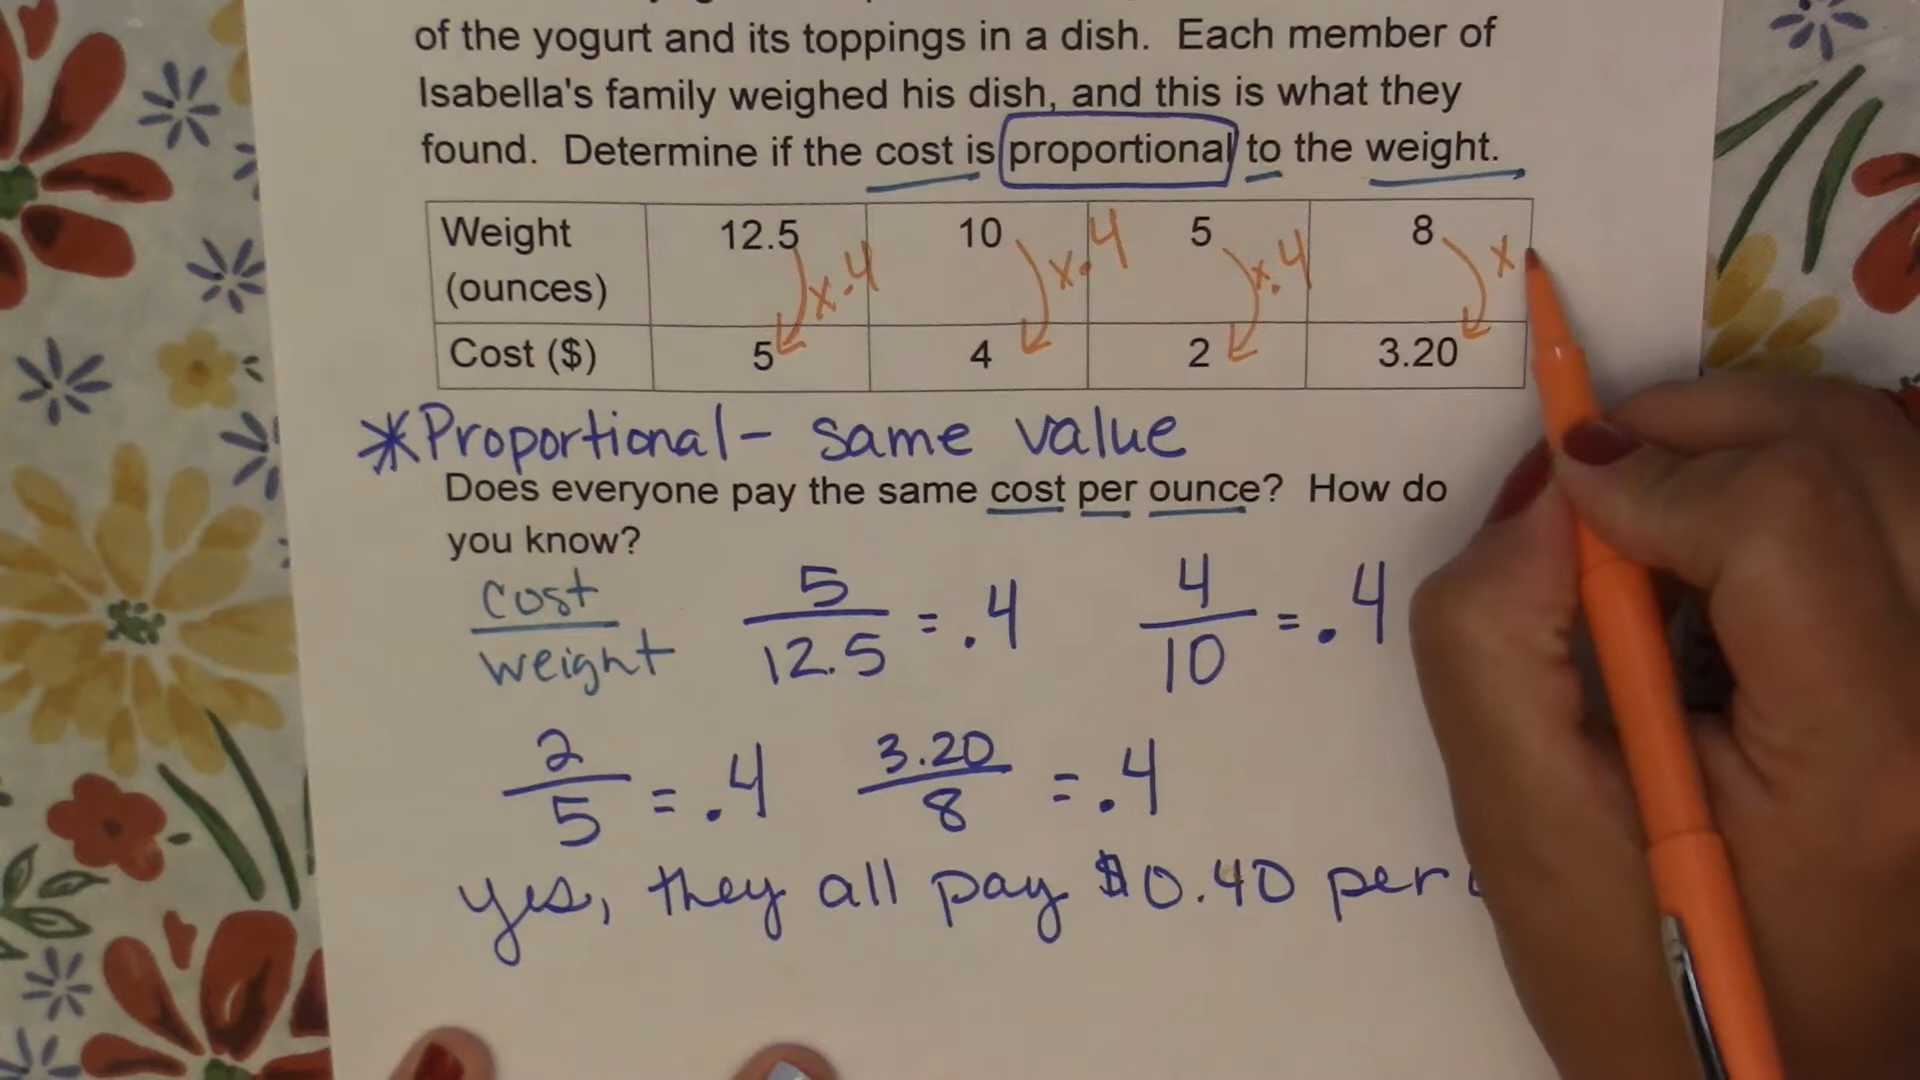 of the yogurt and its toppings in a dish. Each member of
Isabella's family weighed his dish, and this is what they
found. Determine if the cost is proportional to the weight.
Weight (ounces) 12.5 x.4 10 x.4 5 x.4 8 x
Cost ($) 5 4 2 3.20
*Proportional - same value
Does everyone pay the same cost per ounce? How do
you know?
cost/weight 5/12.5 = .4 4/10 = .4
2/5 = .4 3.20/8 = .4
yes, they all pay $0.40 per